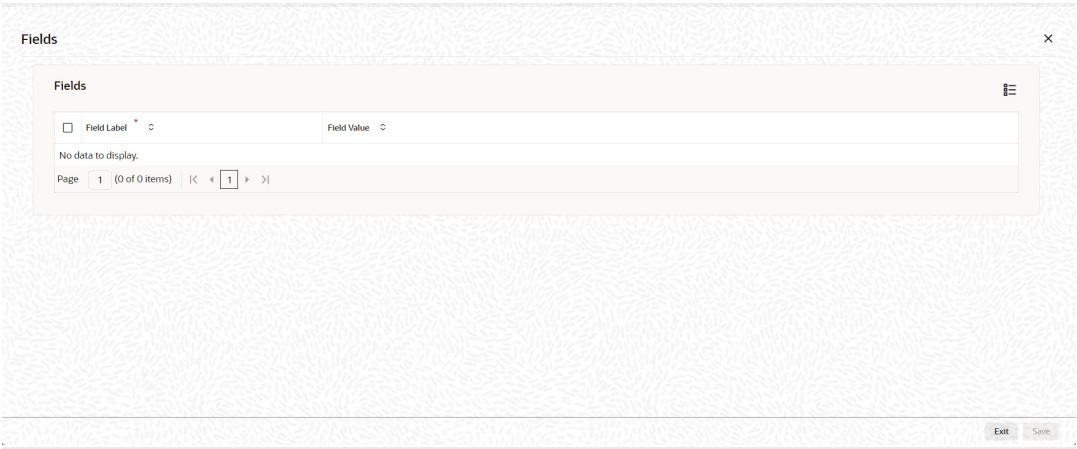 Fields
Fields
Field Label * Field Value
No data to display.
Page 1 (0 of 0 items) 1
Exit Save